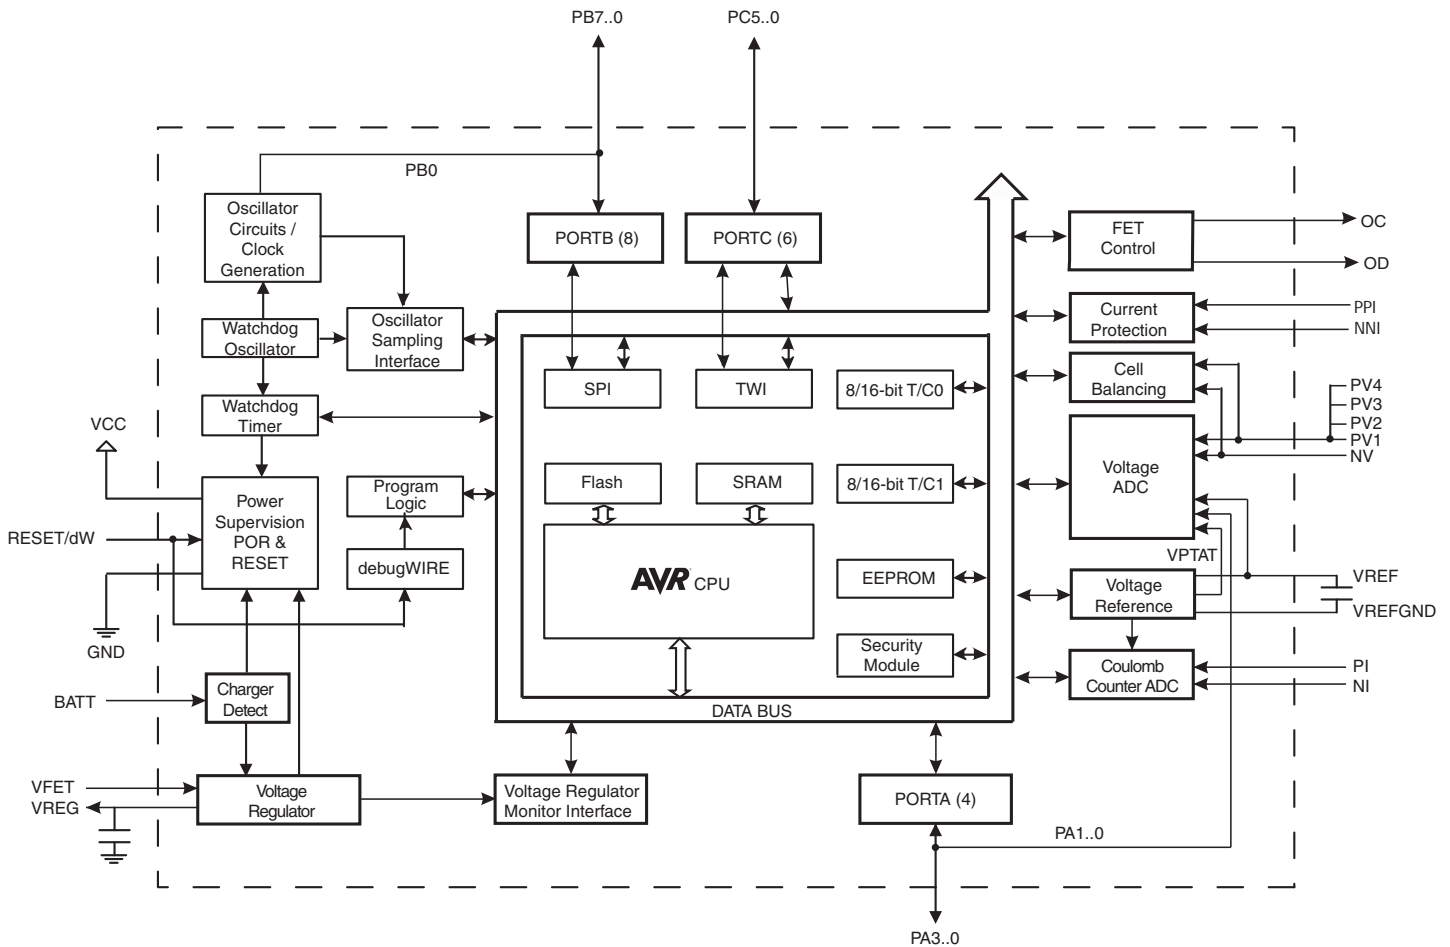 PB7..0
PC5..0
PB0
Oscillator
Circuits /
Clock
Generation
PORTB (8)
PORTC (6)
FET
Control
OC
OD
Watchdog
Oscillator
Oscillator
Sampling
Interface
Current
Protection
PPI
NNI
SPI
TWI
8/16-bit T/C0
Cell
Balancing
PV4
PV3
PV2
PV1
NV
Watchdog
Timer
VCC
Voltage
ADC
Flash
SRAM
8/16-bit T/C1
Program
Logic
Power
Supervision
POR &
RESET
RESET/dW
debugWIRE
AVR CPU
EEPROM
VPTAT
Voltage
Reference
VREF
VREFGND
GND
Security
Module
Coulomb
Counter ADC
PI
NI
BATT
Charger
Detect
DATA BUS
VFET
VREG
Voltage
Regulator
Voltage Regulator
Monitor Interface
PORTA (4)
PA1..0
PA3..0